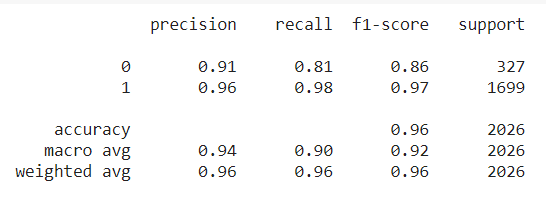 precision recall f1-score support
0 0.91 0.81 0.86 327
1 0.96 0.98 0.97 1699
accuracy 0.96 2026
macro avg 0.94 0.90 0.92 2026
weighted avg 0.96 0.96 0.96 2026